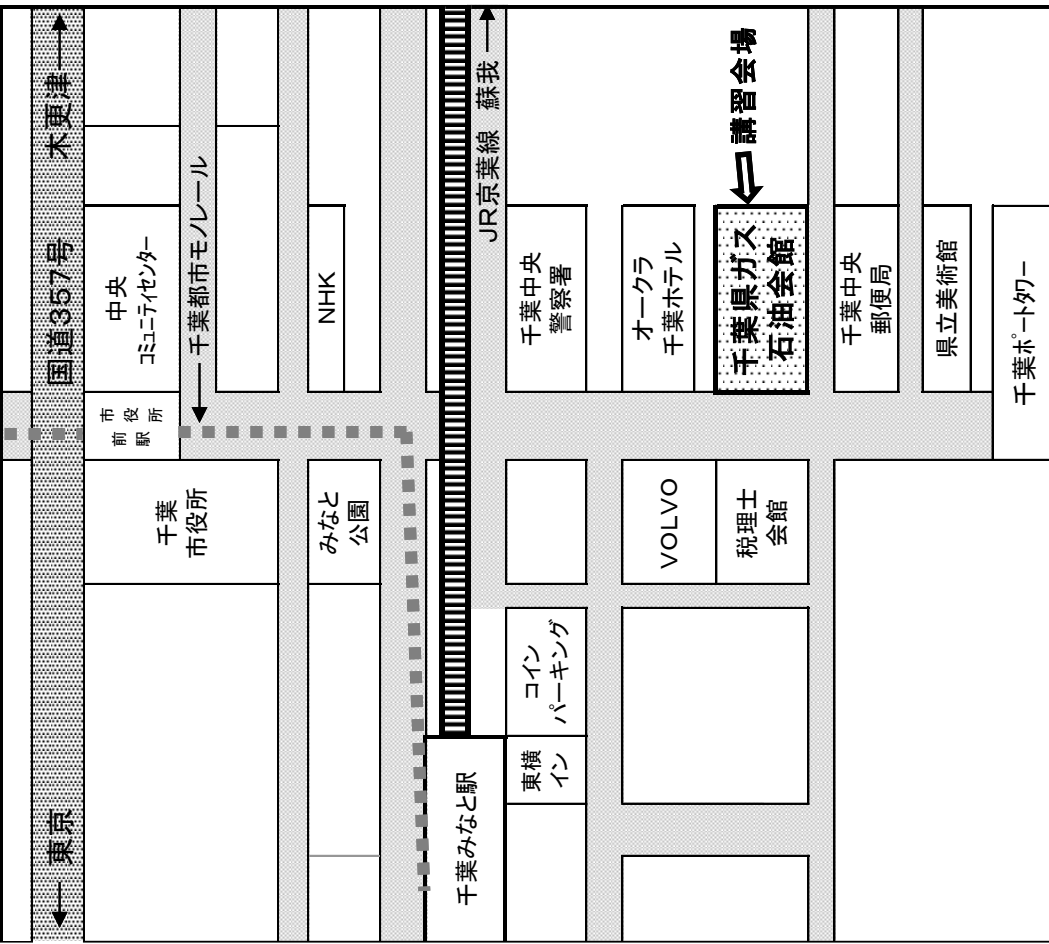 ← 東京
国道357号
木更津 →
千葉
市役所
市役所
前駅
中央
コミュニティセンター
← 千葉都市モノレール
みなと
公園
NHK
千葉みなと駅
JR京葉線 蘇我 →
東横
イン
コイン
パーキング
千葉中央
警察署
VOLVO
オークラ
千葉ホテル
税理士
会館
千葉県ガス
石油会館
講習会場
千葉中央
郵便局
県立美術館
千葉ポートタワー